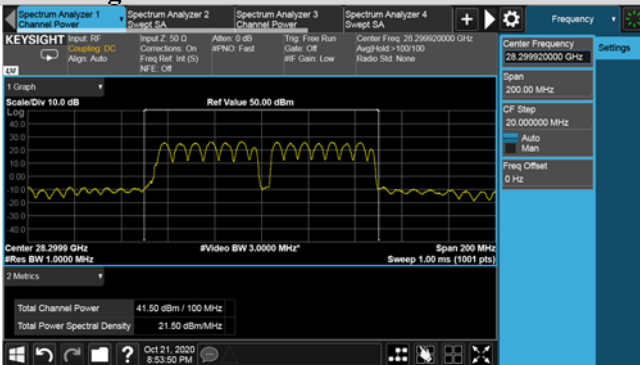 Spectrum Analyzer 1
Channel Power
Spectrum Analyzer 2
Swept SA
Spectrum Analyzer 3
Channel Power
Spectrum Analyzer 4
Swept SA
+
Frequency
KEYSIGHT
Input: RF
Coupling: DC
Align: Auto
Input Z: 50 Ω
Corrections: On
Freq Ref: Int (S)
NFE: Off
Atten: 0 dB
#PNO: Fast
Trig: Free Run
Gate: Off
#IF Gain: Low
Center Freq: 28.299920000 GHz
Avg|Hold:>100/100
Radio Std: None
LXI
Center Frequency
28.299920000 GHz
Settings
Span
200.00 MHz
CF Step
20.000000 MHz
Auto
Man
Freq Offset
0 Hz
1 Graph
Scale/Div 10.0 dB
Ref Value 50.00 dBm
Log
40.0
30.0
20.0
10.0
0.00
-10.0
-20.0
-30.0
-40.0
Center 28.2999 GHz
#Video BW 3.0000 MHz*
Span 200 MHz
#Res BW 1.0000 MHz
Sweep 1.00 ms (1001 pts)
2 Metrics
Total Channel Power 41.50 dBm / 100 MHz
Total Power Spectral Density 21.50 dBm/MHz
?
Oct 21, 2020
8:53:50 PM